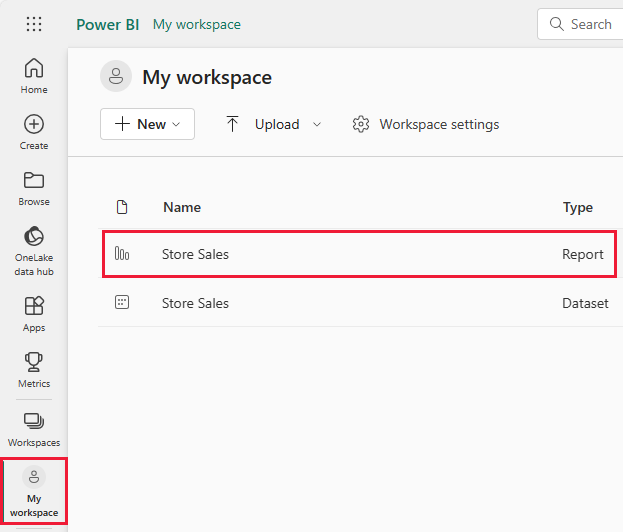 Power BI My workspace Search
Home
Create
Browse
OneLake
data hub
Apps
Metrics
Workspaces
My
workspace
My workspace
New Upload Workspace settings
Name Type
Store Sales Report
Store Sales Dataset